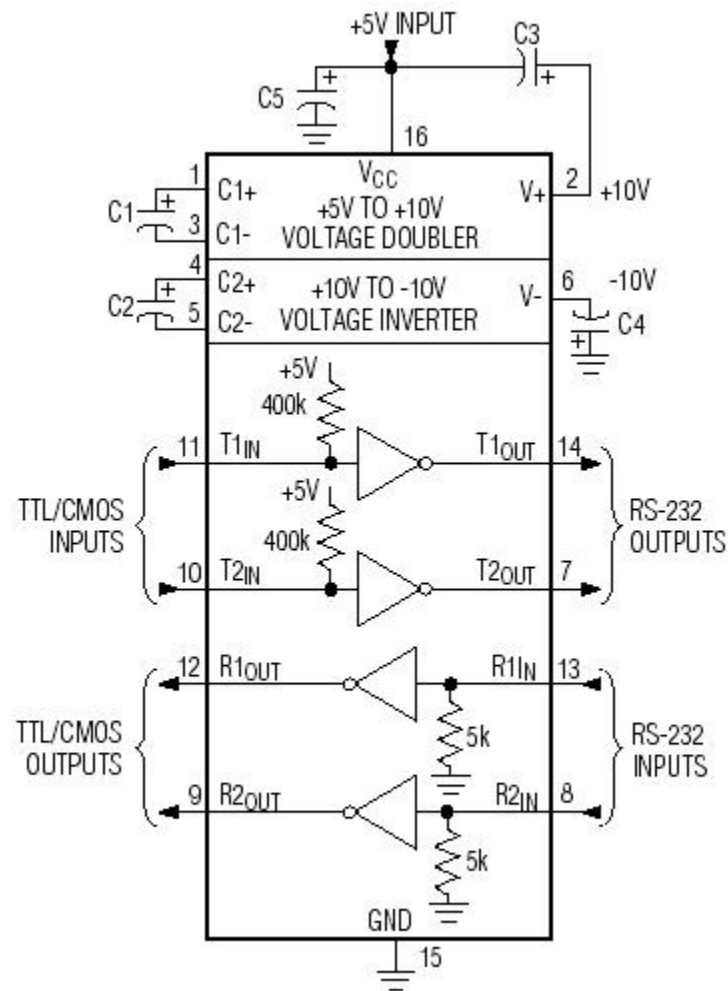 +5V INPUT
C3
+
+
C5
16
1
VCC
2
+
C1+
V+
+10V
C1
+5V TO +10V
3
C1-
VOLTAGE DOUBLER
4
C2+
+
+10V TO -10V
6
-10V
C2
V-
5
C2-
VOLTAGE INVERTER
C4
+
+5V
400k
11
T1IN
T1OUT
14
+5V
TTL/CMOS
INPUTS
RS-232
OUTPUTS
400k
10
T2IN
T2OUT
7
12
R1OUT
R1IN
13
TTL/CMOS
OUTPUTS
5k
RS-232
INPUTS
9
R2OUT
R2IN
8
5k
GND
15